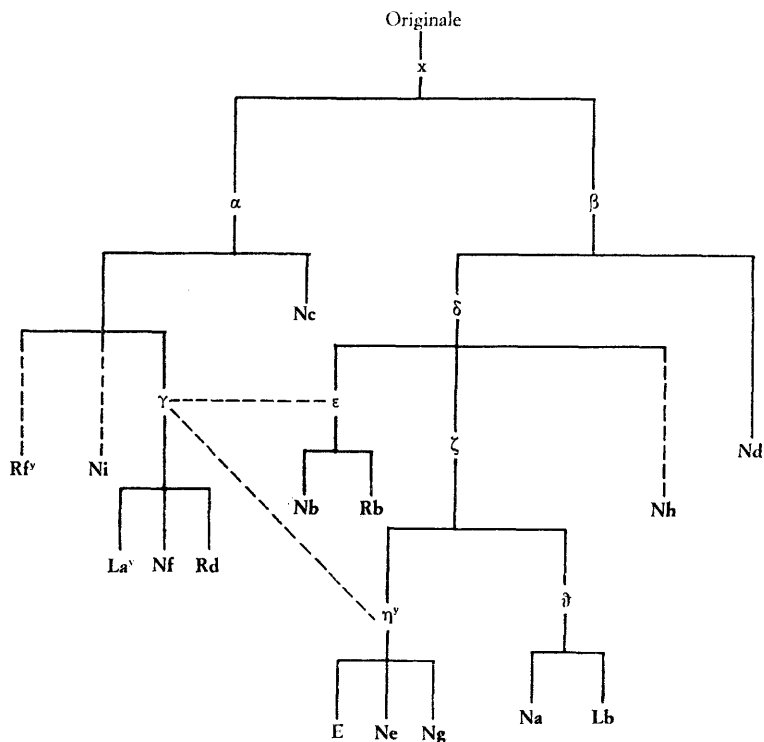 Originale
x
α β
Nc δ
γ ε
Rfʸ Ni ζ Nd
Nb Rb Nh
Laʸ Nf Rd
ηʸ ϑ
E Ne Ng Na Lb